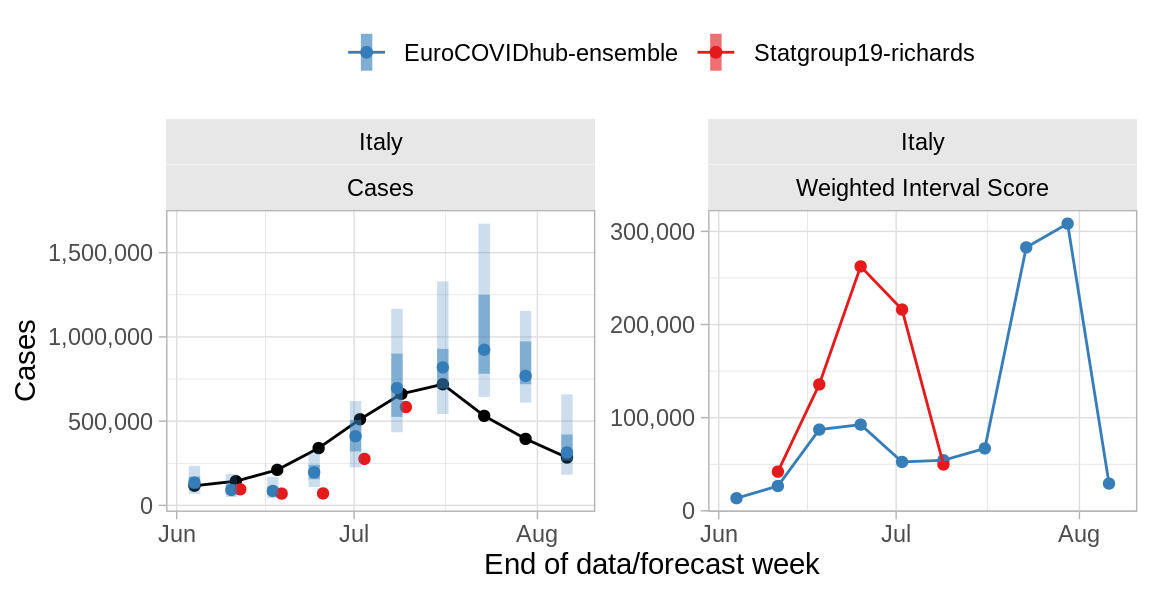 EuroCOVIDhub-ensemble Statgroup19-richards
Italy Italy
Cases Weighted Interval Score
Cases
1,500,000
1,000,000
500,000
0
300,000
200,000
100,000
0
Jun Jul Aug Jun Jul Aug
End of data/forecast week